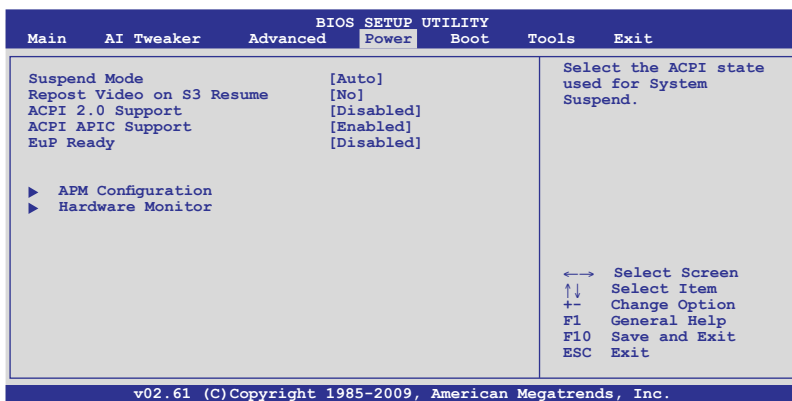 BIOS SETUP UTILITY
Main AI Tweaker Advanced Power Boot Tools Exit
Suspend Mode [Auto]
Repost Video on S3 Resume [No]
ACPI 2.0 Support [Disabled]
ACPI APIC Support [Enabled]
EuP Ready [Disabled]
▶ APM Configuration
▶ Hardware Monitor
Select the ACPI state
used for System
Suspend.
←→ Select Screen
↑↓ Select Item
+- Change Option
F1 General Help
F10 Save and Exit
ESC Exit
v02.61 (C)Copyright 1985-2009, American Megatrends, Inc.